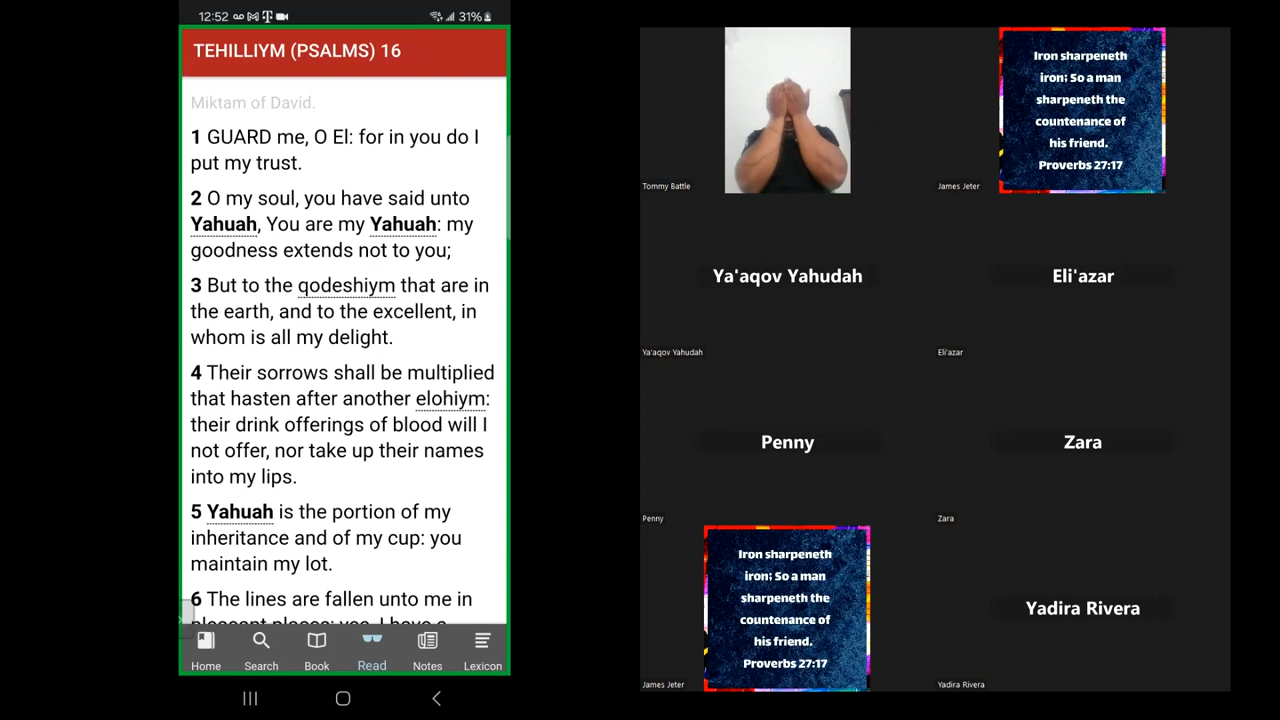 12:52
31%
TEHILLIYM (PSALMS) 16
Miktam of David.
1 GUARD me, O El: for in you do I
put my trust.
2 O my soul, you have said unto
Yahuah, You are my Yahuah: my
goodness extends not to you;
3 But to the qodeshiym that are in
the earth, and to the excellent, in
whom is all my delight.
4 Their sorrows shall be multiplied
that hasten after another elohiym:
their drink offerings of blood will I
not offer, nor take up their names
into my lips.
5 Yahuah is the portion of my
inheritance and of my cup: you
maintain my lot.
6 The lines are fallen unto me in
Home
Search
Book
Read
Notes
Lexicon
Tommy Battle
Iron sharpeneth
iron; So a man
sharpeneth the
countenance of
his friend.
Proverbs 27:17
James Jeter
Ya'aqov Yahudah
Ya'aqov Yahudah
Eli'azar
Eli'azar
Penny
Penny
Zara
Zara
Iron sharpeneth
iron; So a man
sharpeneth the
countenance of
his friend.
Proverbs 27:17
James Jeter
Yadira Rivera
Yadira Rivera